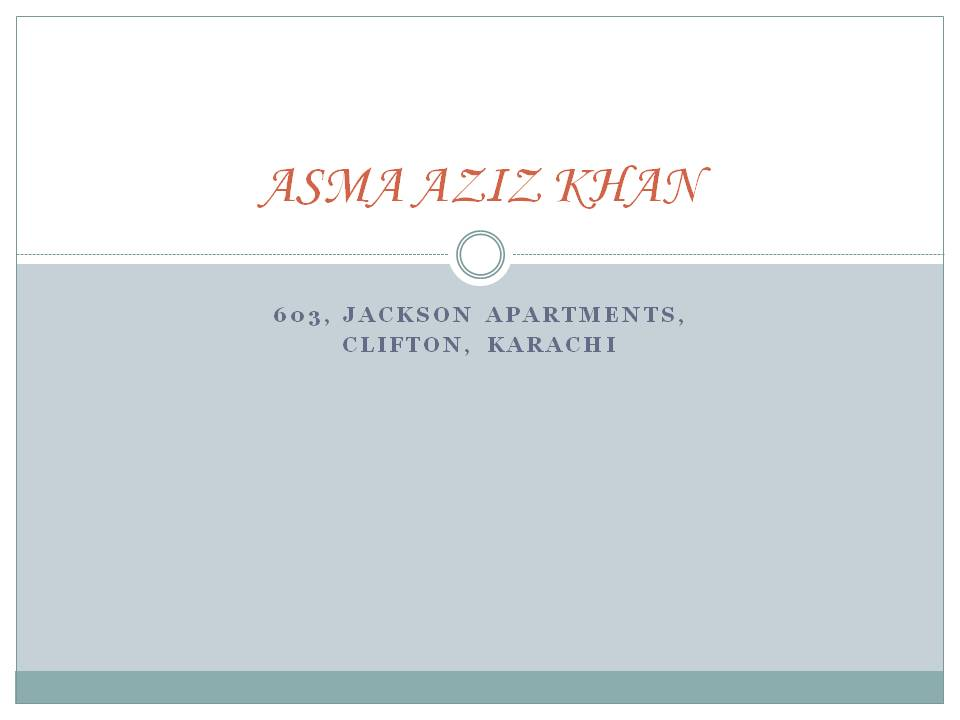 ASMA AZIZ KHAN
603, JACKSON APARTMENTS,
CLIFTON, KARACHI